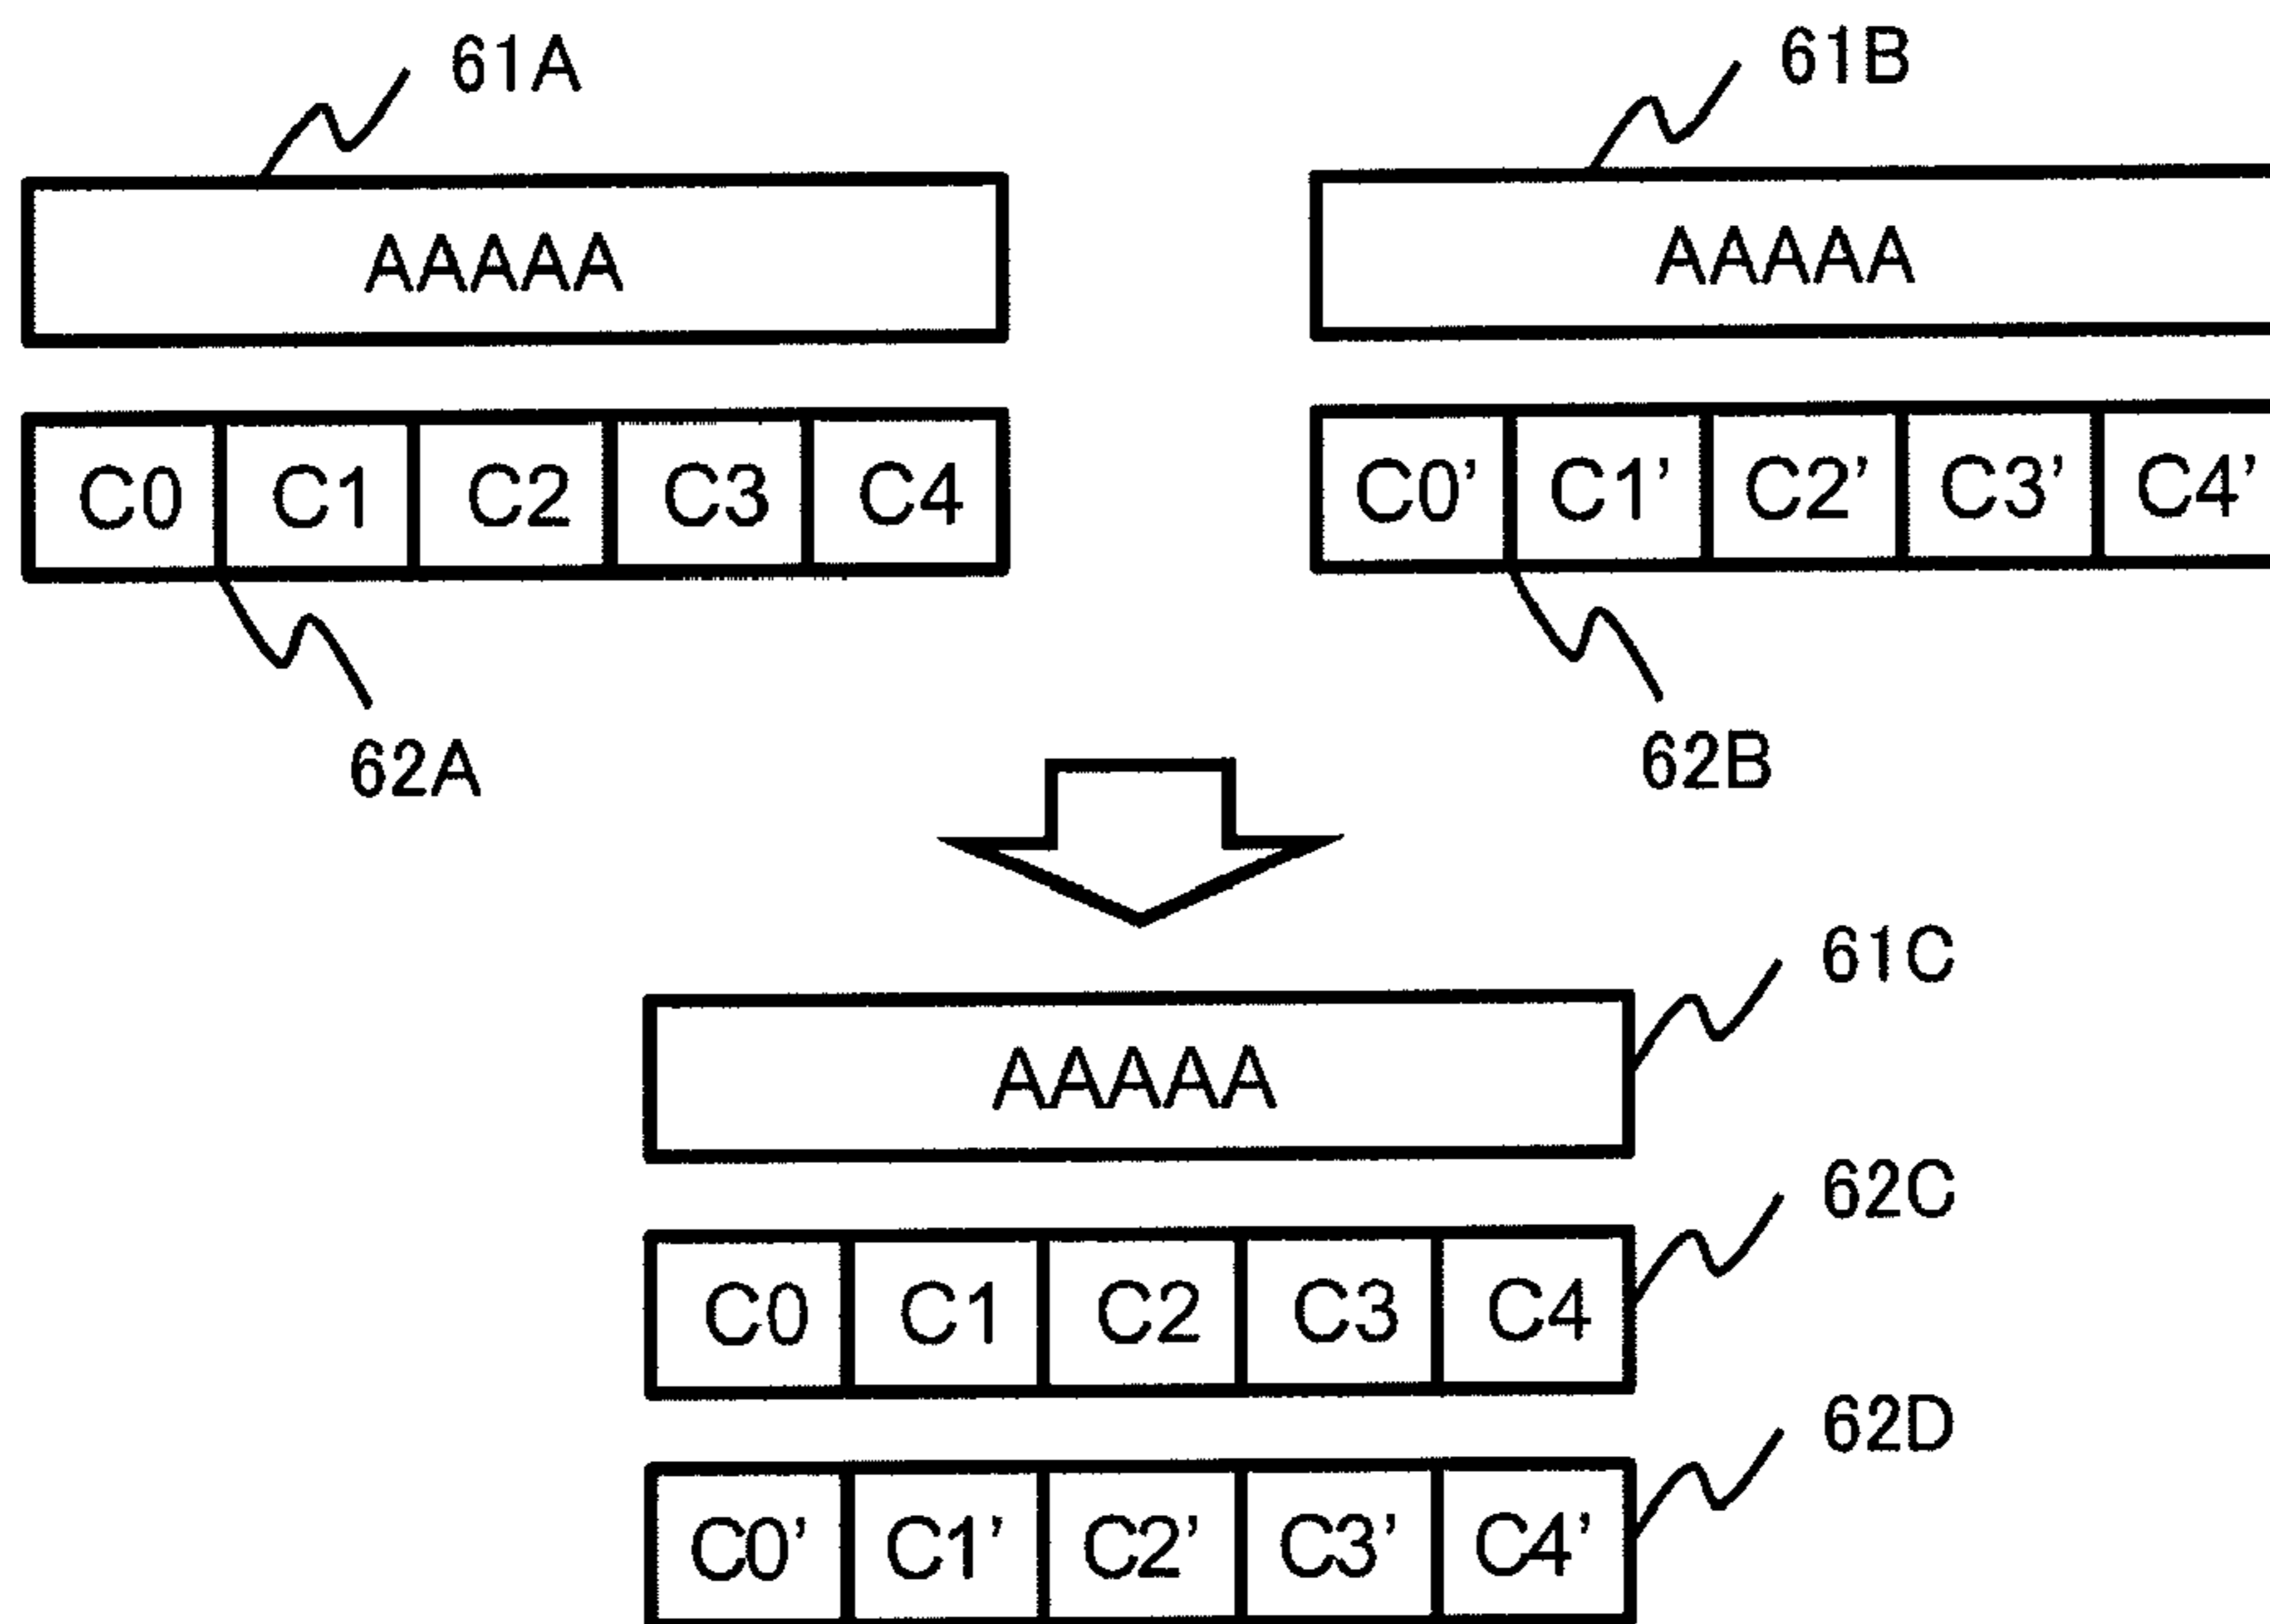 61A 61B
AAAAA AAAAA
C0 C1 C2 C3 C4 C0’ C1’ C2’ C3’ C4’
62A 62B
61C
AAAAA
62C
C0 C1 C2 C3 C4
62D
C0’ C1’ C2’ C3’ C4’